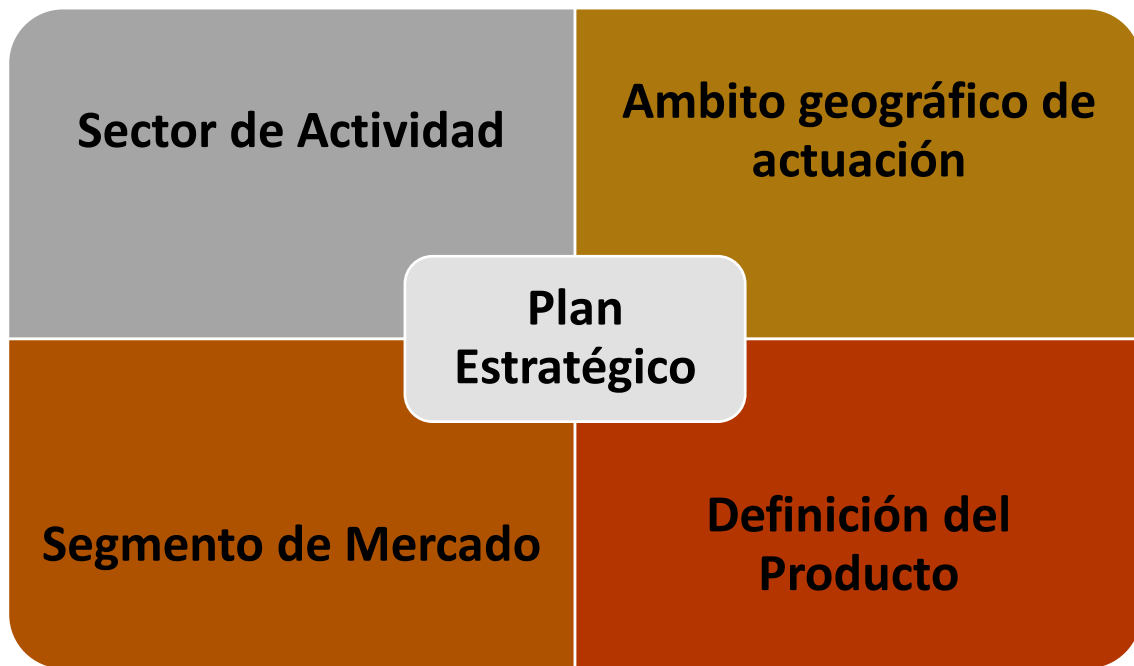 Sector de Actividad
Ambito geográfico de
actuación
Plan
Estratégico
Segmento de Mercado
Definición del
Producto